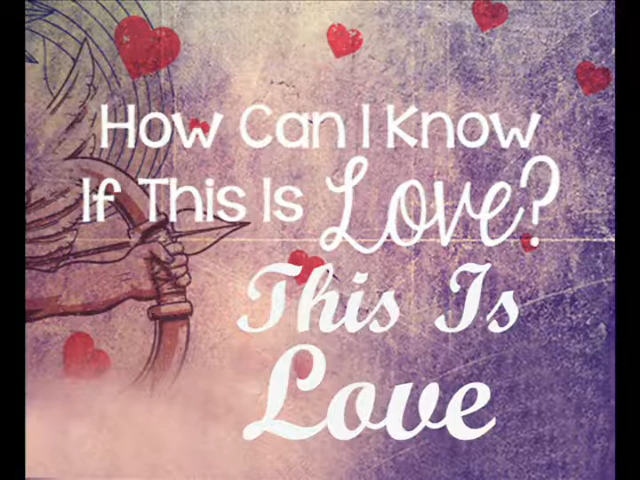 How Can I Know
If This Is Love?
This Is
Love